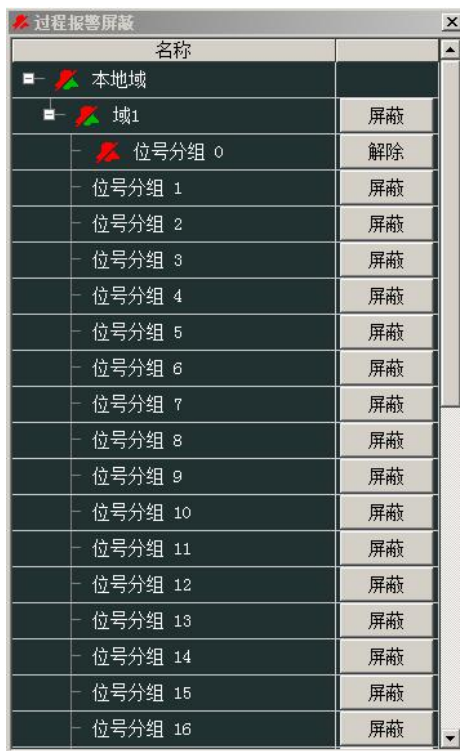 过程报警屏蔽
名称
本地域
域1 屏蔽
位号分组 0 解除
位号分组 1 屏蔽
位号分组 2 屏蔽
位号分组 3 屏蔽
位号分组 4 屏蔽
位号分组 5 屏蔽
位号分组 6 屏蔽
位号分组 7 屏蔽
位号分组 8 屏蔽
位号分组 9 屏蔽
位号分组 10 屏蔽
位号分组 11 屏蔽
位号分组 12 屏蔽
位号分组 13 屏蔽
位号分组 14 屏蔽
位号分组 15 屏蔽
位号分组 16 屏蔽